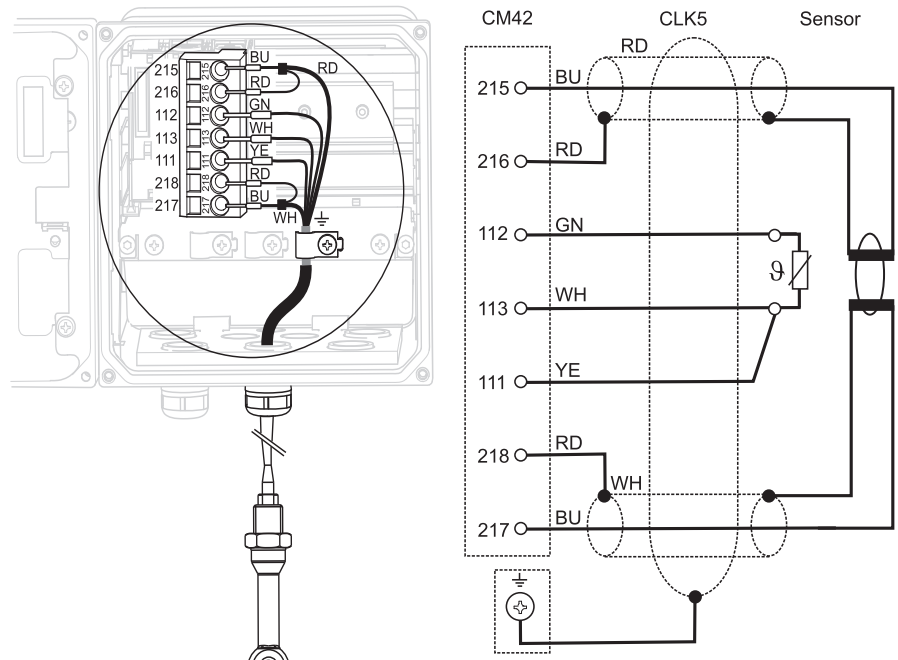 BU
215 215 RD
RD
216 216
GN
112 112
WH
113 113
YE
111 111
RD
218 218
BU
217 217
WH
CM42 CLK5 Sensor
RD
BU
215
RD
216
GN
112
ϑ
WH
113
YE
111
RD
218
WH
BU
217